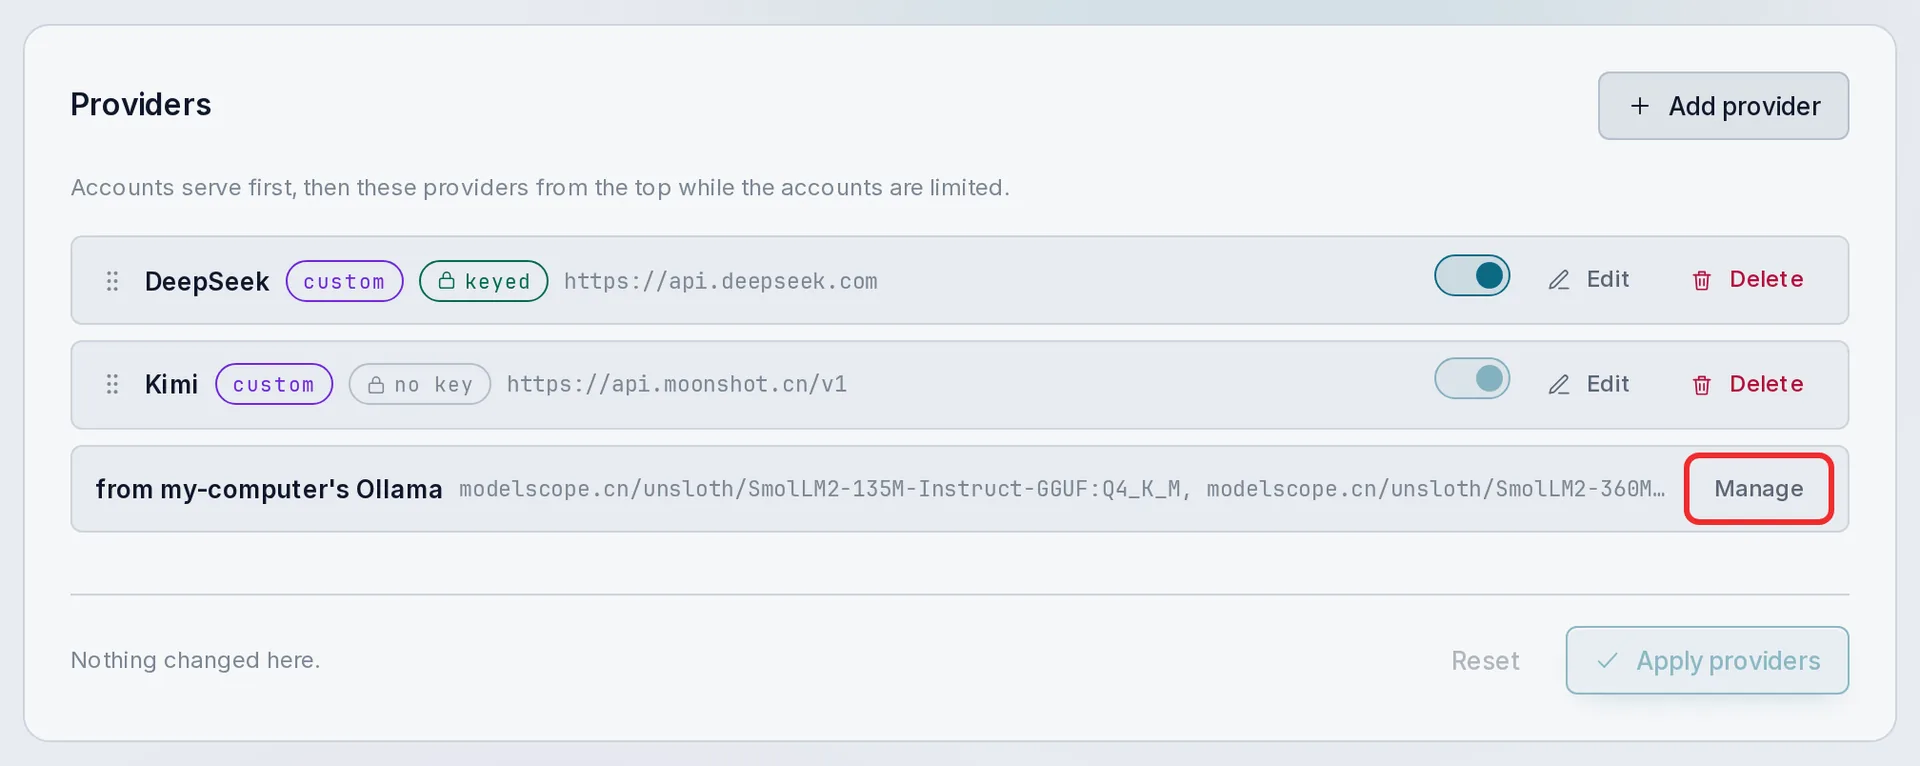 Providers
+ Add provider
Accounts serve first, then these providers from the top while the accounts are limited.
DeepSeek custom keyed https://api.deepseek.com Edit Delete
Kimi custom no key https://api.moonshot.cn/v1 Edit Delete
from my-computer's Ollama modelscope.cn/unsloth/SmolLM2-135M-Instruct-GGUF:Q4_K_M, modelscope.cn/unsloth/SmolLM2-360M… Manage
Nothing changed here. Reset Apply providers